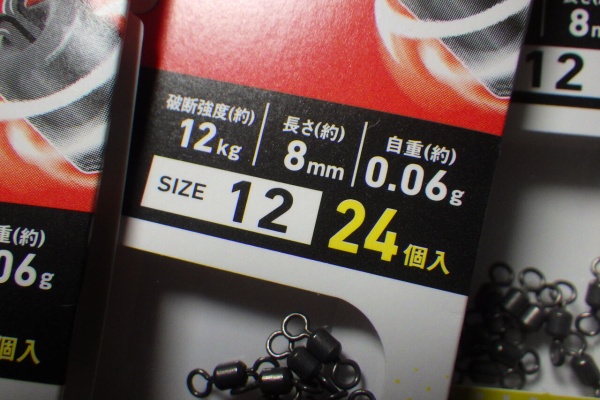 破断強度(約)
12kg
長さ(約)
8mm
自重(約)
0.06g
SIZE 12
24個入
重(約)
06g
個入
8m
12